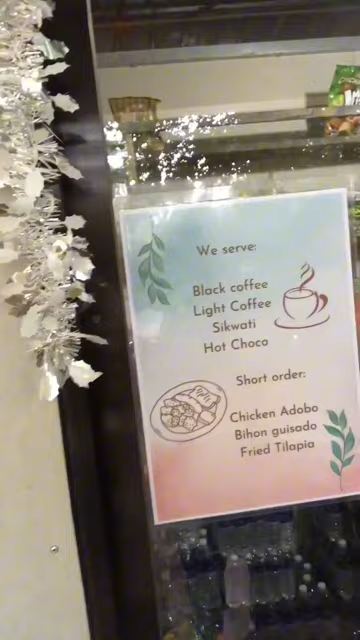 We serve:
Black coffee
Light Coffee
Sikwati
Hot Choco
Short order:
Chicken Adobo
Bihon guisado
Fried Tilapia